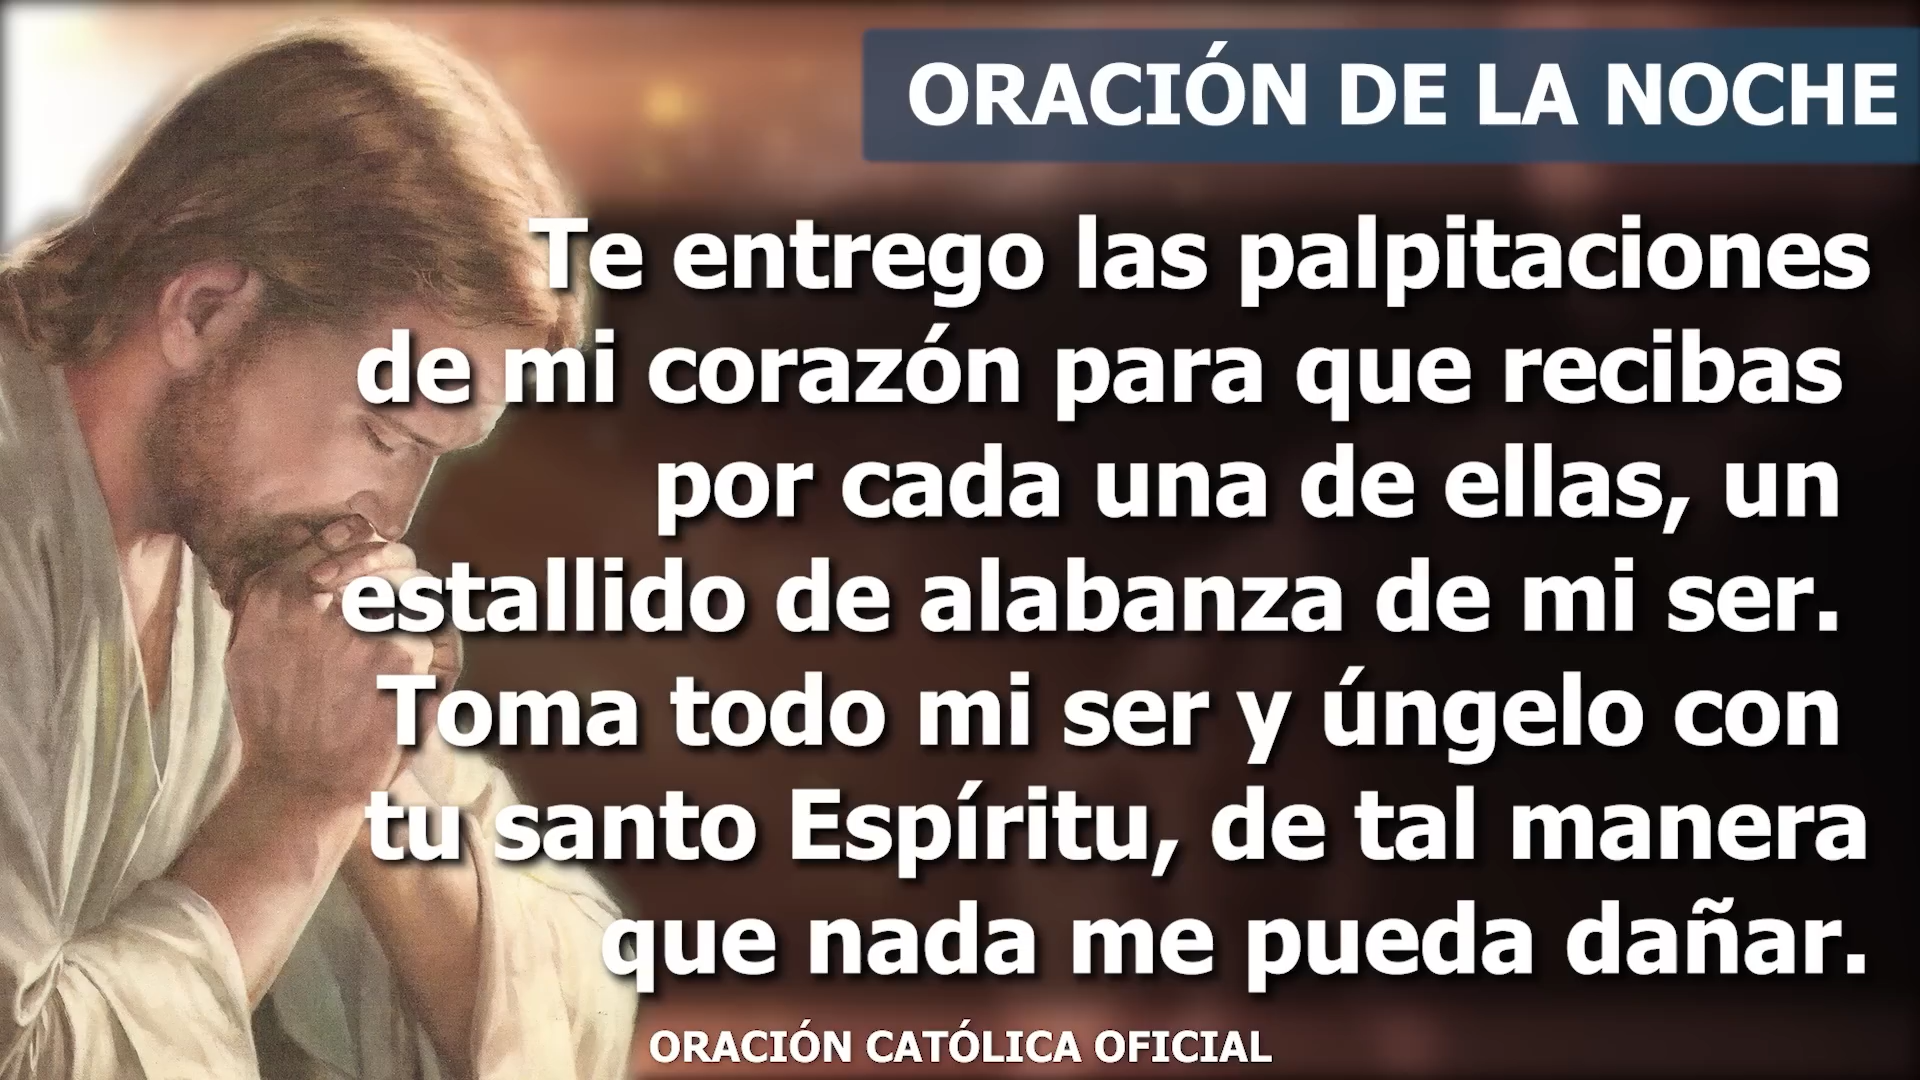 ORACIÓN DE LA NOCHE
Te entrego las palpitaciones
de mi corazón para que recibas
por cada una de ellas, un
estallido de alabanza de mi ser.
Toma todo mi ser y úngelo con
tu santo Espíritu, de tal manera
que nada me pueda dañar.
ORACIÓN CATÓLICA OFICIAL